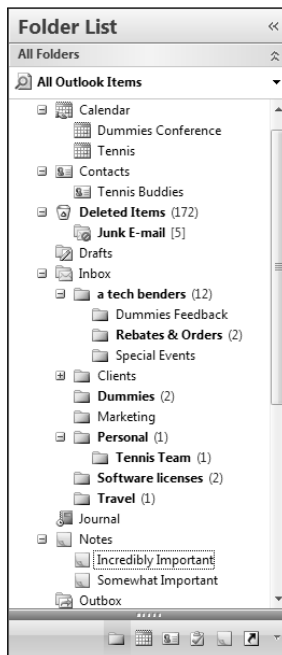 Folder List
All Folders
All Outlook Items
Calendar
Dummies Conference
Tennis
Contacts
Tennis Buddies
Deleted Items (172)
Junk E-mail [5]
Drafts
Inbox
a tech benders (12)
Dummies Feedback
Rebates & Orders (2)
Special Events
Clients
Dummies (2)
Marketing
Personal (1)
Tennis Team (1)
Software licenses (2)
Travel (1)
Journal
Notes
Incredibly Important
Somewhat Important
Outbox